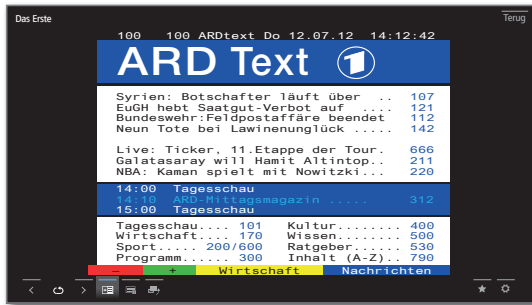 Das Erste
Terug
100 100 ARDtext Do 12.07.12 14:12:42
ARD Text 1
Syrien: Botschafter läuft über .. 107
EuGH hebt Saatgut-Verbot auf .... 121
Bundeswehr:Feldpostaffäre beendet 112
Neun Tote bei Lawinenunglück ..... 142
Live: Ticker, 11.Etappe der Tour. 666
Galatasaray will Hamit Altintop.. 211
NBA: Kaman spielt mit Nowitzki... 220
14:00 Tagesschau
14:10 ARD-Mittagsmagazin ..... 312
15:00 Tagesschau
Tagesschau.... 101 Kultur....... 400
Wirtschaft.... 170 Wissen....... 500
Sport..... 200/600 Ratgeber..... 530
Programm...... 300 Inhalt (A-Z).. 790
– + Wirtschaft Nachrichten